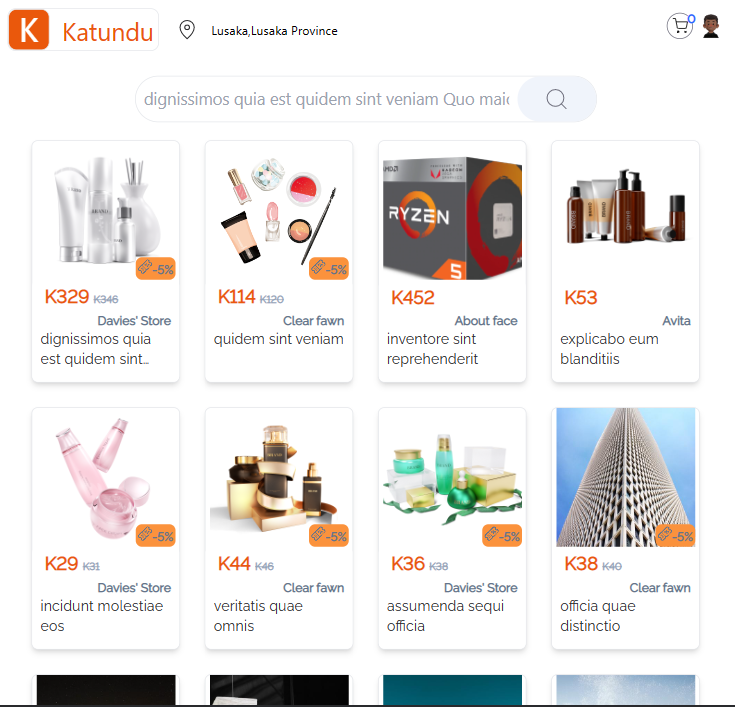 K Katundu
Lusaka,Lusaka Province
0
dignissimos quia est quidem sint veniam Quo maio
-5%
-5%
AMD
RADEON
RYZEN
5
K329 K346
K114 K120
K452
K53
Davies' Store
Clear fawn
About face
Avita
dignissimos quia
est quidem sint...
quidem sint veniam
inventore sint
reprehenderit
explicabo eum
blanditiis
-5%
-5%
-5%
-5%
K29 K31
K44 K46
K36 K38
K38 K40
Davies' Store
Clear fawn
Davies' Store
Clear fawn
incidunt molestiae
eos
veritatis quae
omnis
assumenda sequi
officia
officia quae
distinctio